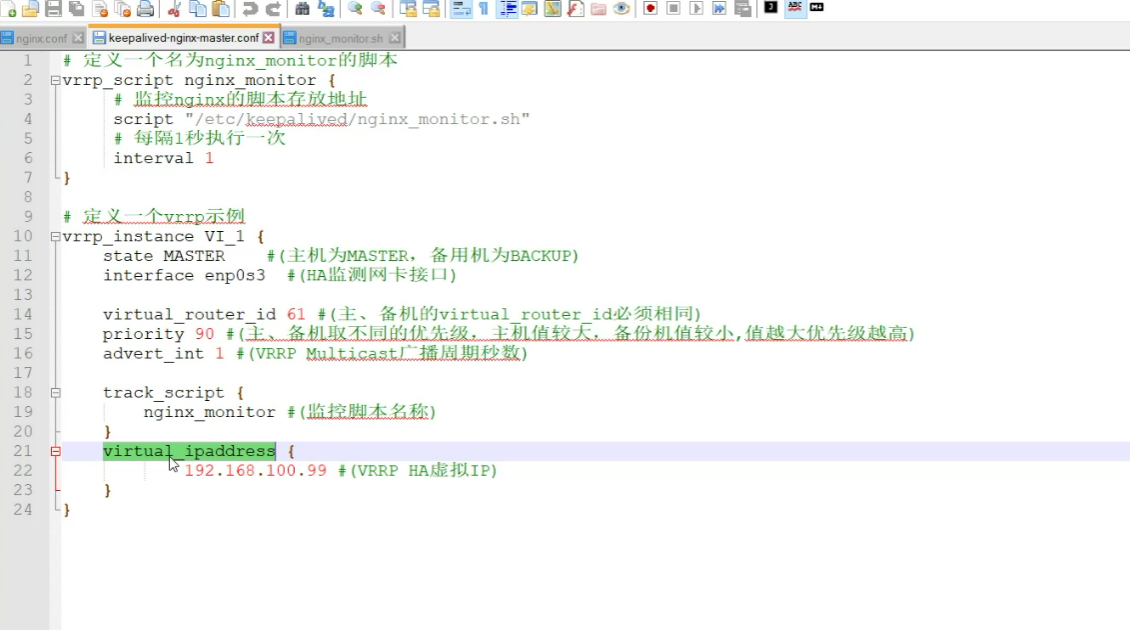 nginx.conf keepalived-nginx-master.conf nginx_monitor.sh
1 # 定义一个名为nginx_monitor的脚本
2 vrrp_script nginx_monitor {
3 # 监控nginx的脚本存放地址
4 script "/etc/keepalived/nginx_monitor.sh"
5 # 每隔1秒执行一次
6 interval 1
7 }
8
9 # 定义一个vrrp示例
10 vrrp_instance VI_1 {
11 state MASTER #(主机为MASTER，备用机为BACKUP)
12 interface enp0s3 #(HA监测网卡接口)
13
14 virtual_router_id 61 #(主、备机的virtual_router_id必须相同)
15 priority 90 #(主、备机取不同的优先级，主机值较大，备份机值较小,值越大优先级越高)
16 advert_int 1 #(VRRP Multicast广播周期秒数)
17
18 track_script {
19 nginx_monitor #(监控脚本名称)
20 }
21 virtual_ipaddress {
22 192.168.100.99 #(VRRP HA虚拟IP)
23 }
24 }